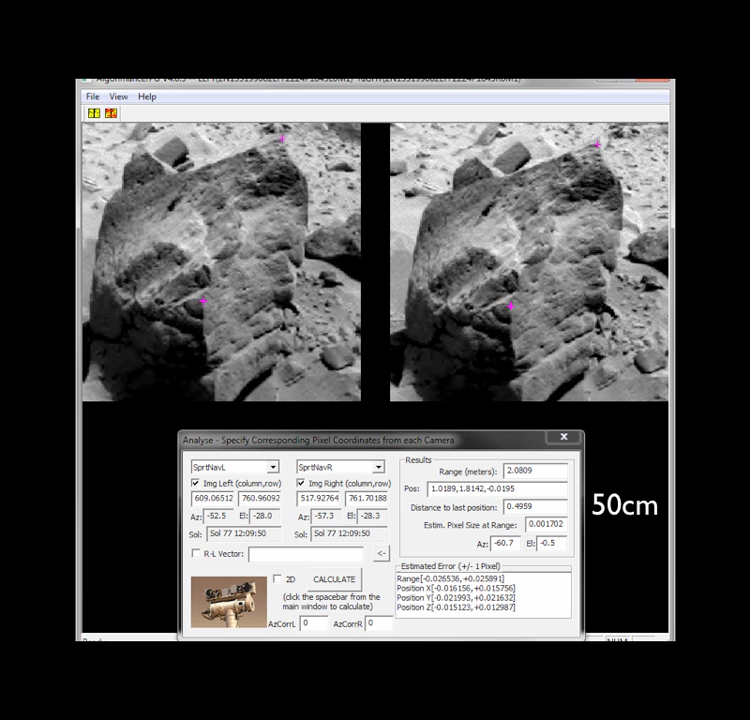 File View Help
Analyse - Specify Corresponding Pixel Coordinates from each Camera
X
SprtNavL SprtNavR
Img Left (column,row) Img Right (column,row)
609.06512 760.96092 517.92764 761.70188
Az: -52.5 El: -28.0 Az: -57.3 El: -28.3
Sol: Sol 77 12:09:50 Sol: Sol 77 12:09:50
R-L Vector: <-
2D CALCULATE
(click the spacebar from the
main window to calculate)
AzCorrL 0 AzCorrR 0
Results
Range (meters): 2.0809
Pos: 1.0189,1.8142,-0.0195
Distance to last position: 0.4959
Estim. Pixel Size at Range: 0.001702
Az: -60.7 El: -0.5
Estimated Error (+/- 1 Pixel)
Range[-0.026536,+0.025891]
Position X[-0.016156,+0.015756]
Position Y[-0.021993,+0.021632]
Position Z[-0.015123,+0.012987]
50cm